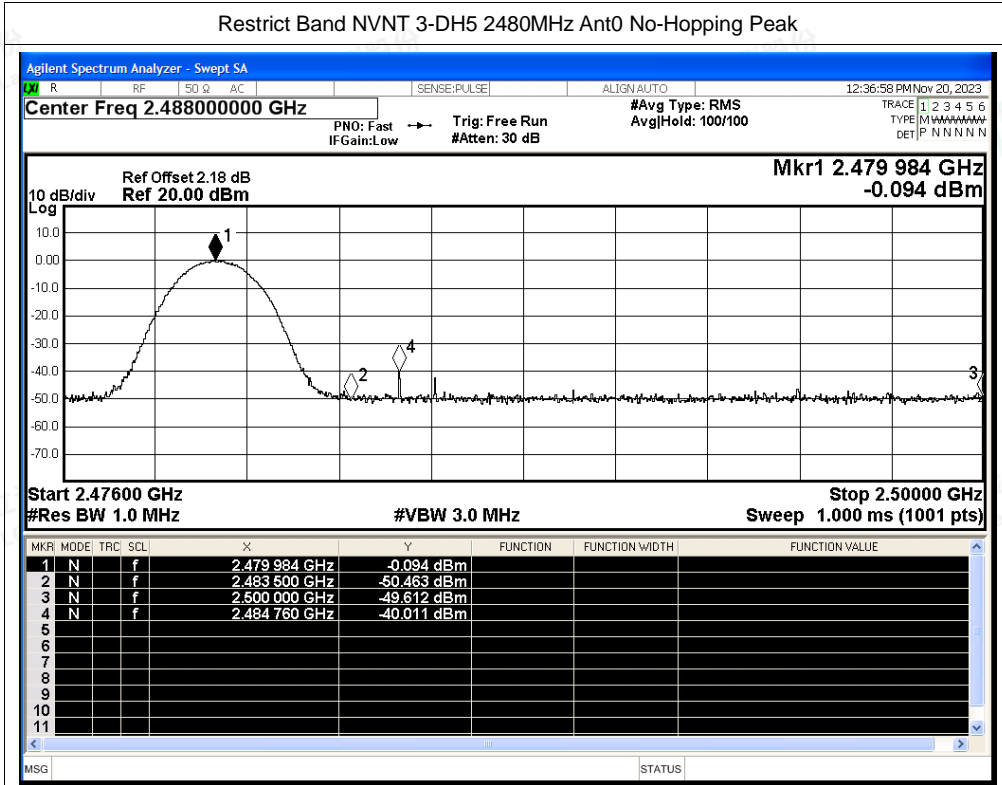 Restrict Band NVNT 3-DH5 2480MHz Ant0 No-Hopping Peak
Agilent Spectrum Analyzer - Swept SA
LXI R RF 50 Ω AC SENSE:PULSE ALIGN AUTO 12:36:58 PM Nov 20, 2023
Center Freq 2.488000000 GHz #Avg Type: RMS TRACE 1 2 3 4 5 6
PNO: Fast Trig: Free Run Avg|Hold: 100/100 TYPE M WWWWW
IFGain:Low #Atten: 30 dB DET P N N N N N
Mkr1 2.479 984 GHz
Ref Offset 2.18 dB
10 dB/div Ref 20.00 dBm -0.094 dBm
Log
10.0
1
0.00
-10.0
-20.0
-30.0
4
-40.0
2 3
-50.0
-60.0
-70.0
Start 2.47600 GHz Stop 2.50000 GHz
#Res BW 1.0 MHz #VBW 3.0 MHz Sweep 1.000 ms (1001 pts)
MKR MODE TRC SCL X Y FUNCTION FUNCTION WIDTH FUNCTION VALUE
1 N f 2.479 984 GHz -0.094 dBm
2 N f 2.483 500 GHz -50.463 dBm
3 N f 2.500 000 GHz -49.612 dBm
4 N f 2.484 760 GHz -40.011 dBm
5
6
7
8
9
10
11
MSG STATUS